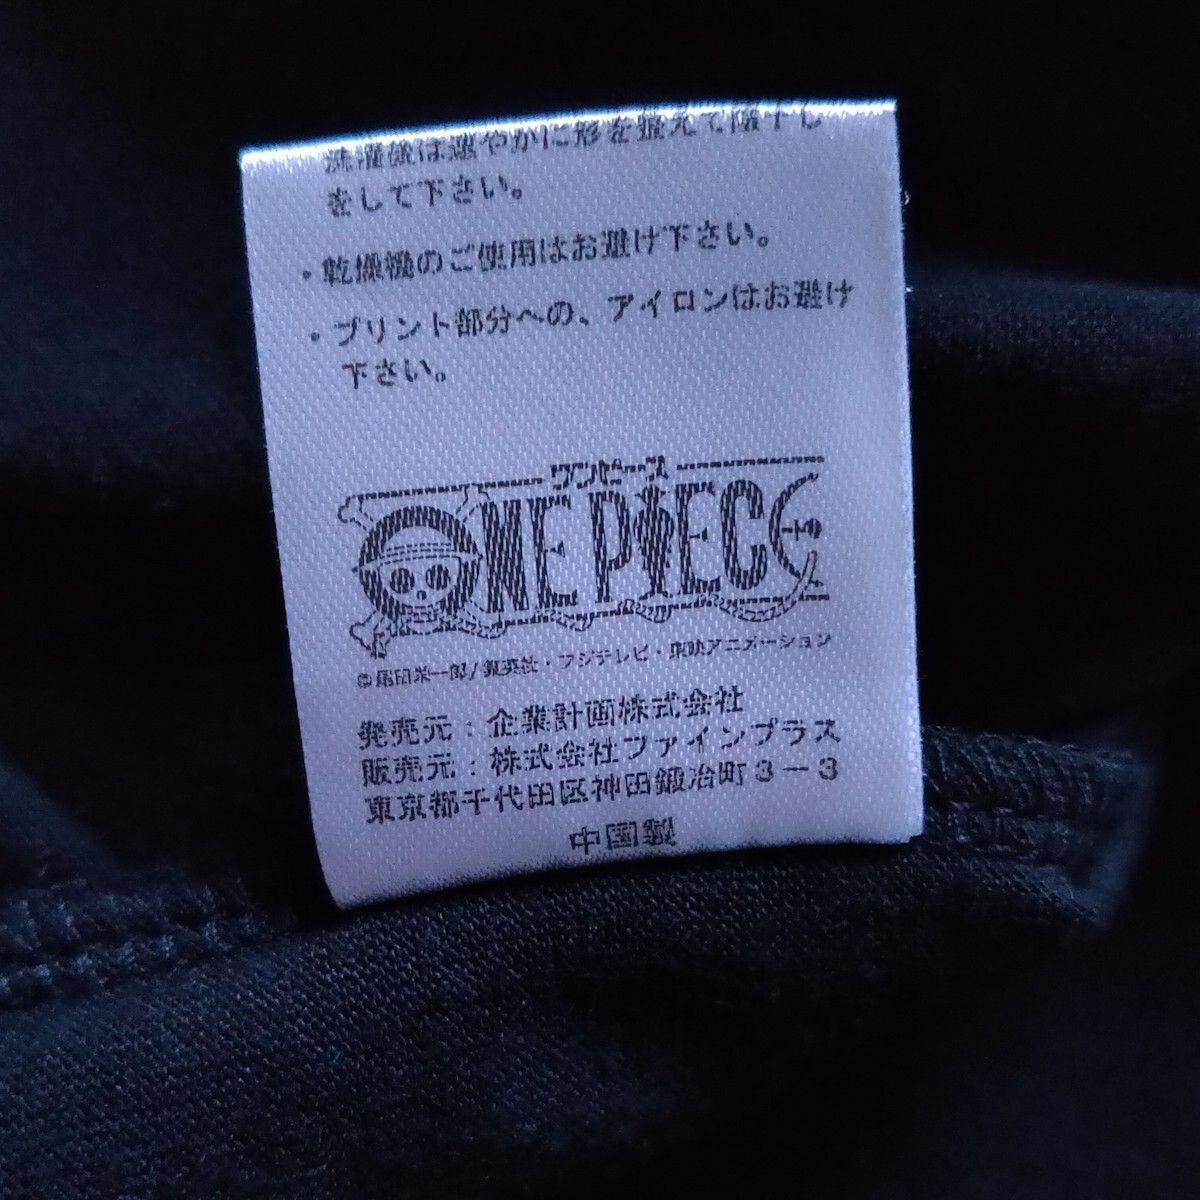 洗濯後は速やかに形を整えて陰干し
をして下さい。
・乾燥機のご使用はお避け下さい。
・プリント部分への、アイロンはお避け
下さい。
ワンピース
ONE PIECE
©尾田栄一郎/集英社・フジテレビ・東映アニメーション
発売元：企業計画株式会社
販売元：株式会社ファインプラス
東京都千代田区神田鍛冶町3-3
中国製